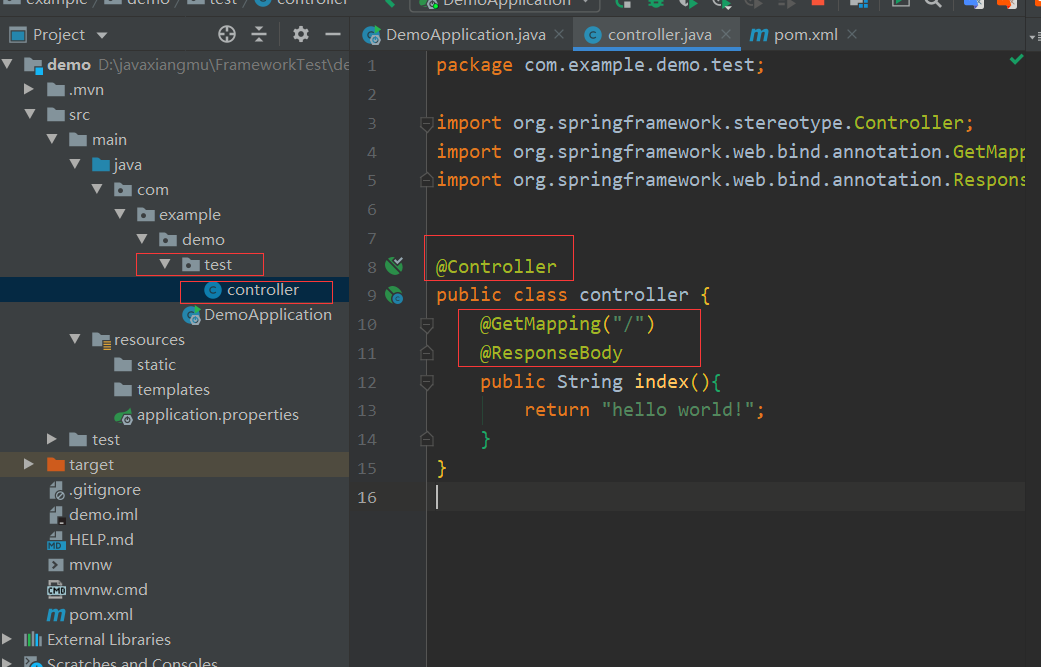 example
demo
test
controller
DemoApplication
Project
DemoApplication.java
controller.java
pom.xml
demo D:\javaxiangmu\FrameworkTest\de
.mvn
src
main
java
com
example
demo
test
controller
DemoApplication
resources
static
templates
application.properties
test
target
.gitignore
demo.iml
HELP.md
mvnw
mvnw.cmd
pom.xml
External Libraries
Scratches and Consoles
1 package com.example.demo.test;
2
3 import org.springframework.stereotype.Controller;
4 import org.springframework.web.bind.annotation.GetMapp
5 import org.springframework.web.bind.annotation.Respons
6
7
8 @Controller
9 public class controller {
10 @GetMapping("/")
11 @ResponseBody
12 public String index(){
13 return "hello world!";
14 }
15 }
16